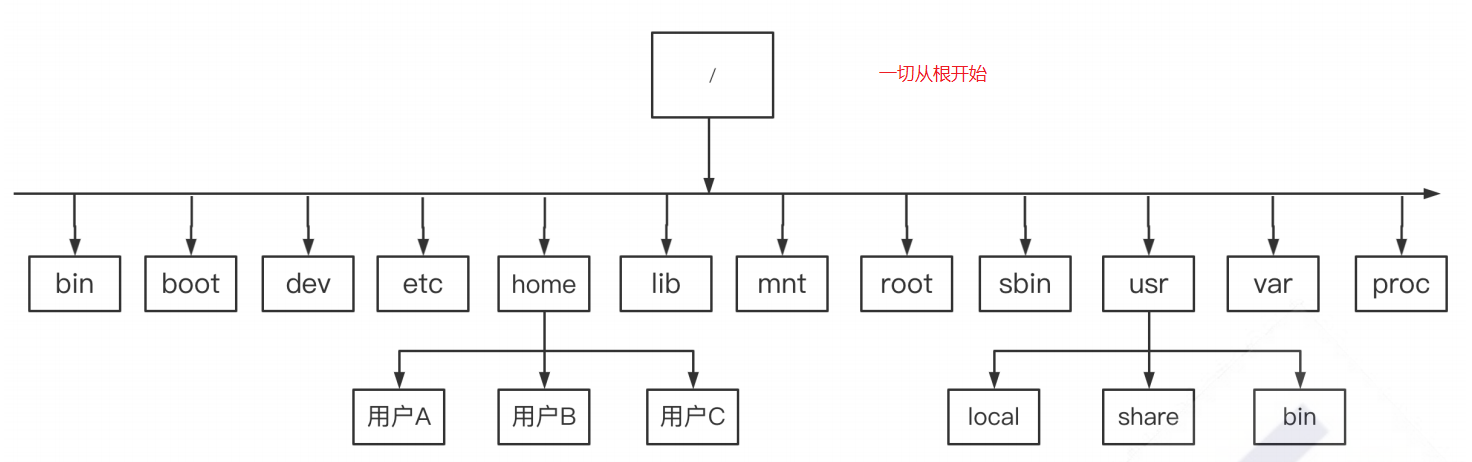 /
一切从根开始
bin boot dev etc home lib mnt root sbin usr var proc
用户A 用户B 用户C local share bin